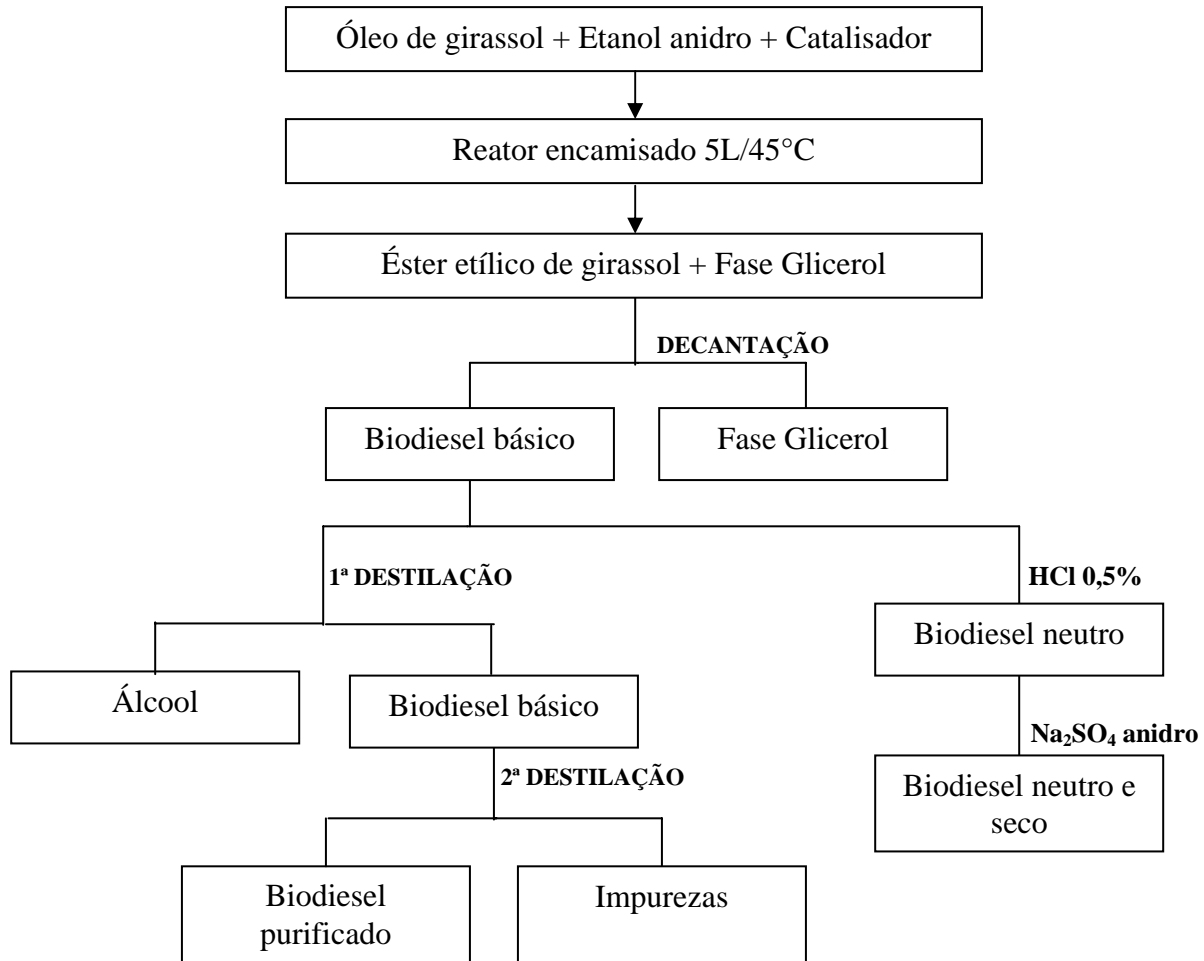 Óleo de girassol + Etanol anidro + Catalisador
Reator encamisado 5L/45°C
Éster etílico de girassol + Fase Glicerol
DECANTAÇÃO
Biodiesel básico
Fase Glicerol
1ª DESTILAÇÃO
HCl 0,5%
Biodiesel neutro
Álcool
Biodiesel básico
Na₂SO₄ anidro
2ª DESTILAÇÃO
Biodiesel neutro e
seco
Biodiesel
purificado
Impurezas